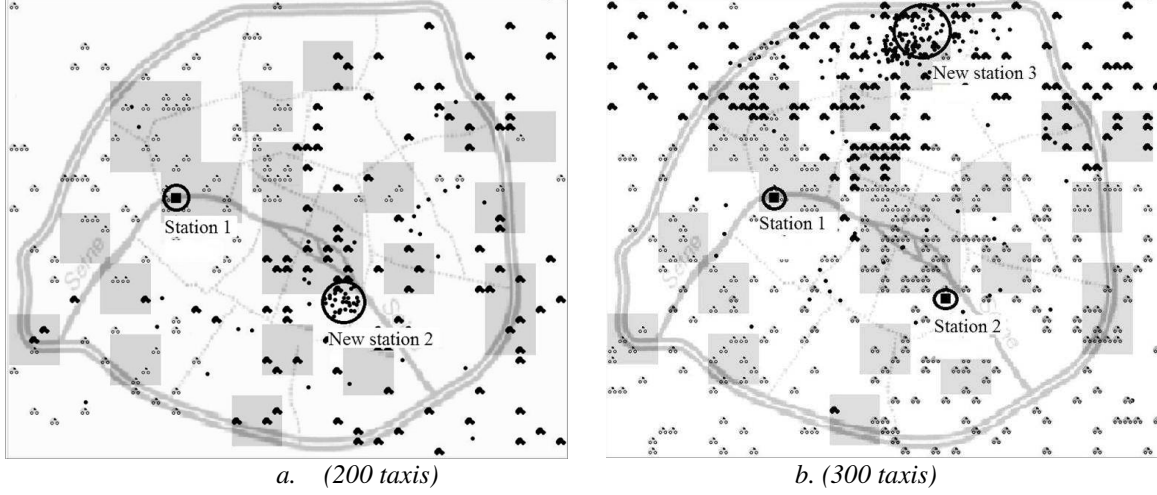 New station 3
Station 1
Seine
New station 2
Station 1
Seine
Station 2
a. (200 taxis)
b. (300 taxis)